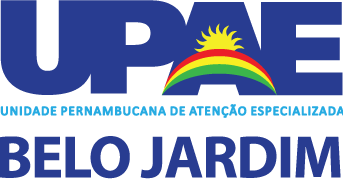 UPAE
UNIDADE PERNAMBUCANA DE ATENÇÃO ESPECIALIZADA
BELO JARDIM